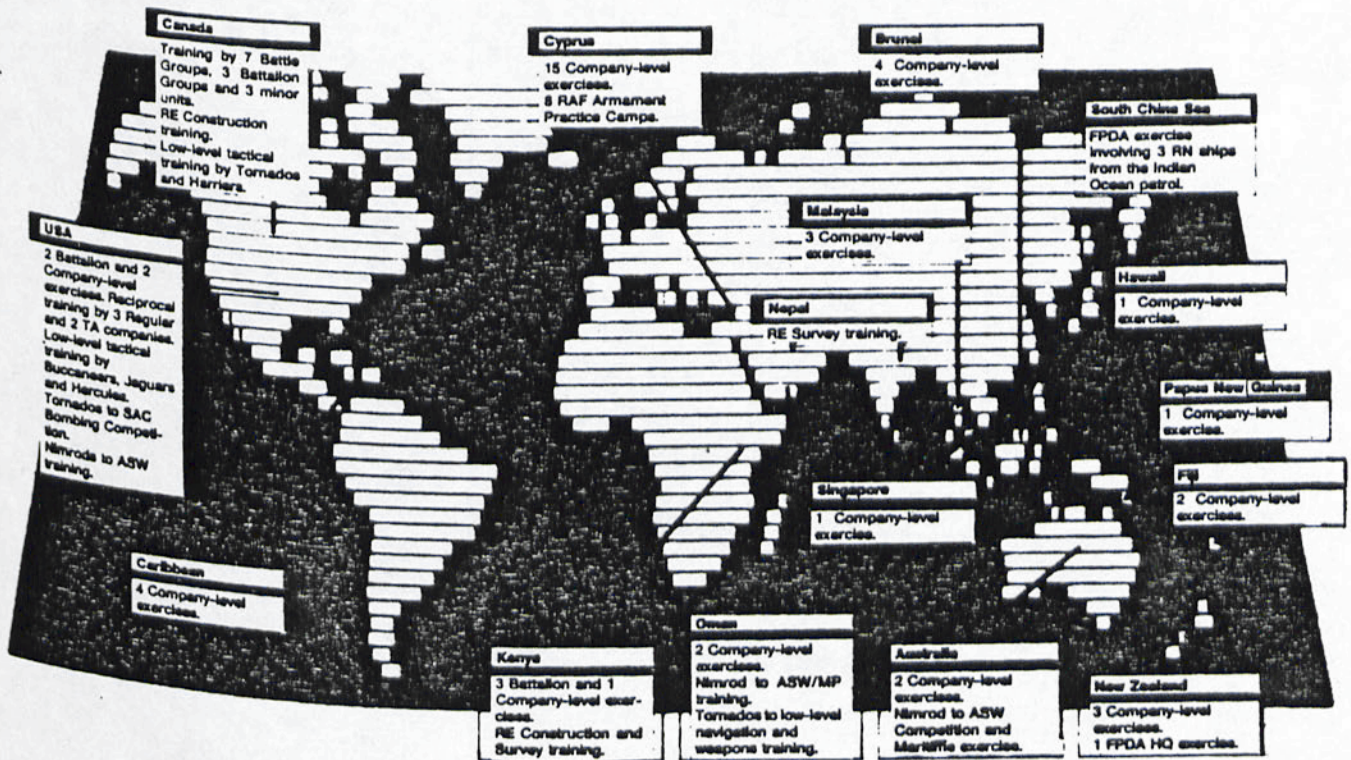 Canada
Training by 7 Battle
Groups, 3 Battalion
Groups and 3 minor
units.
RE Construction
training.
Low-level tactical
training by Tornados
and Harriers.
Cyprus
15 Company-level
exercises.
8 RAF Armament
Practice Camps.
Brunei
4 Company-level
exercises.
South China Sea
FPDA exercise
involving 3 RN ships
from the Indian
Ocean patrol.
USA
2 Battalion and 2
Company-level
exercises. Reciprocal
training by 3 Regular
and 2 TA companies.
Low-level tactical
training by
Buccaneers, Jaguars
and Hercules.
Tornados to SAC
Bombing Competi-
tion.
Nimrods to ASW
training.
Malaysia
3 Company-level
exercises.
Hawaii
1 Company-level
exercises.
Nepal
RE Survey training.
Papua New Guinea
1 Company-level
exercise.
Fiji
2 Company-level
exercises.
Singapore
1 Company-level
exercises.
Caribbean
4 Company-level
exercises.
Kenya
3 Battalion and 1
Company-level exer-
cises.
RE Construction and
Survey training.
Oman
2 Company-level
exercises.
Nimrod to ASW/MP
training.
Tornados to low-level
navigation and
weapons training.
Australia
2 Company-level
exercises.
Nimrod to ASW
Competition and
Maritime exercise.
New Zealand
3 Company-level
exercises.
1 FPDA HQ exercise.